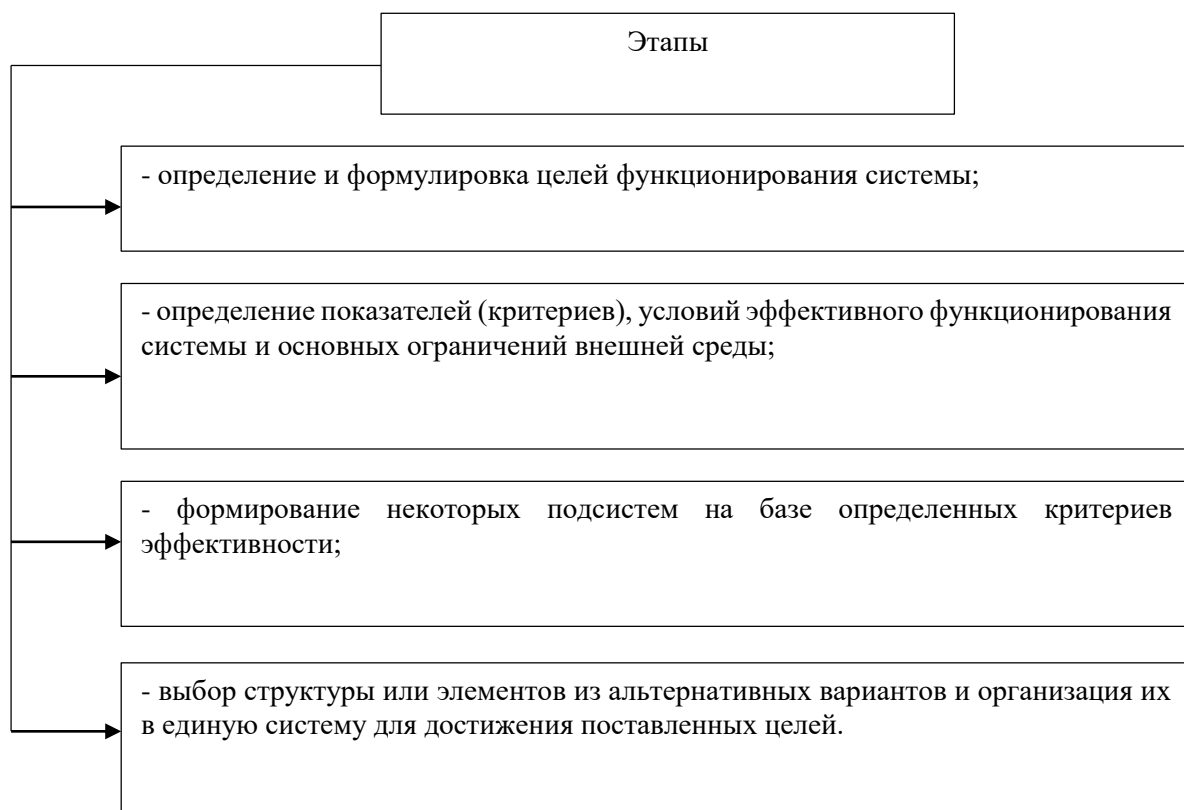 Этапы
- определение и формулировка целей функционирования системы;
- определение показателей (критериев), условий эффективного функционирования
системы и основных ограничений внешней среды;
- формирование некоторых подсистем на базе определенных критериев
эффективности;
- выбор структуры или элементов из альтернативных вариантов и организация их
в единую систему для достижения поставленных целей.